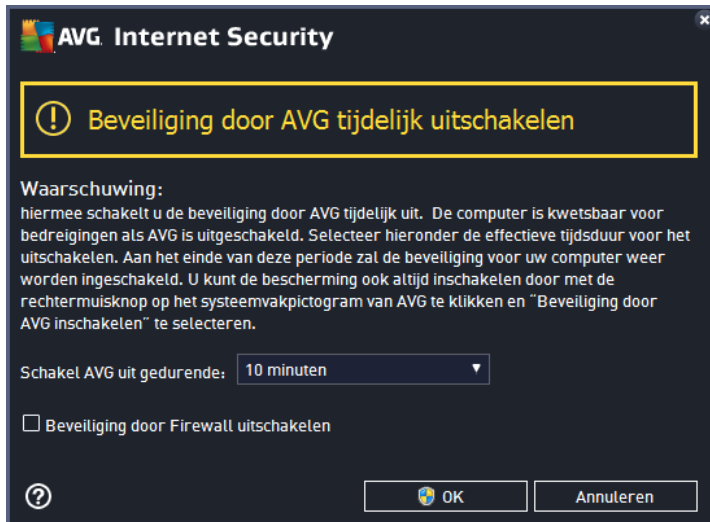 AVG. Internet Security
Beveiliging door AVG tijdelijk uitschakelen
Waarschuwing:
hiermee schakelt u de beveiliging door AVG tijdelijk uit. De computer is kwetsbaar voor
bedreigingen als AVG is uitgeschakeld. Selecteer hieronder de effectieve tijdsduur voor het
uitschakelen. Aan het einde van deze periode zal de beveiliging voor uw computer weer
worden ingeschakeld. U kunt de bescherming ook altijd inschakelen door met de
rechtermuisknop op het systeemvakpictogram van AVG te klikken en "Beveiliging door
AVG inschakelen" te selecteren.
Schakel AVG uit gedurende: 10 minuten
Beveiliging door Firewall uitschakelen
OK Annuleren